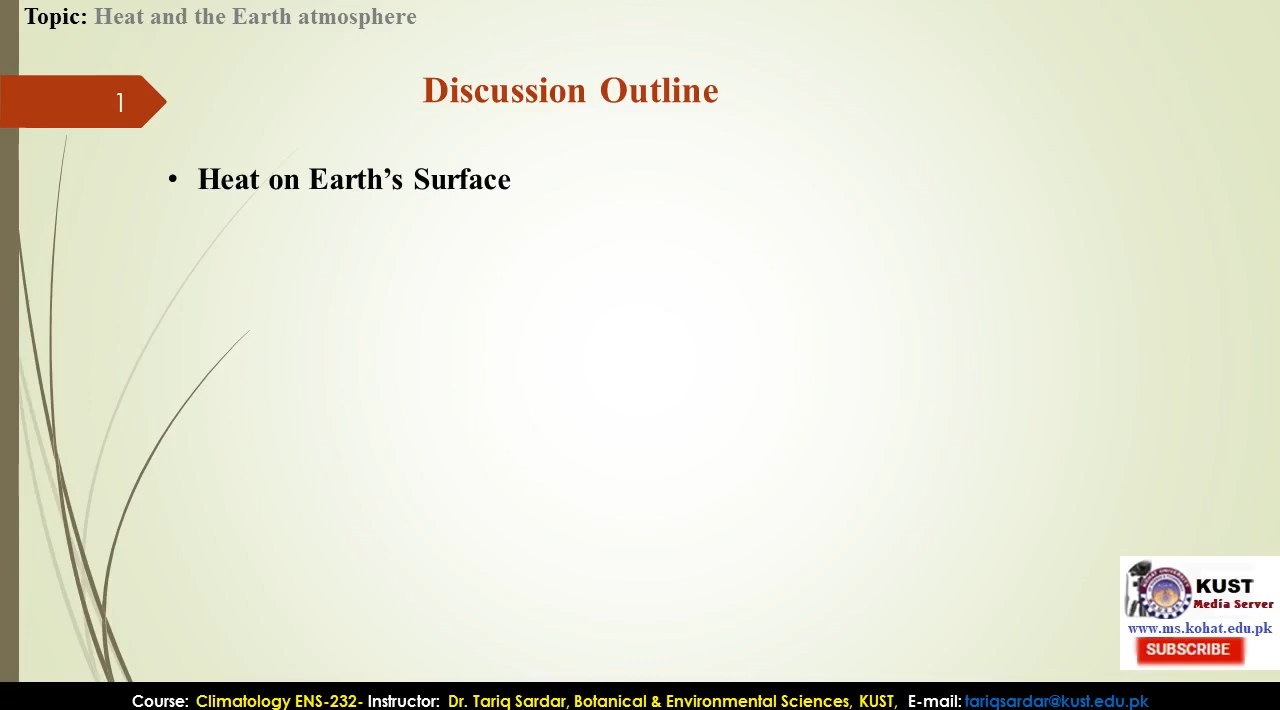 Topic: Heat and the Earth atmosphere
Discussion Outline
1
• Heat on Earth’s Surface
KUST
Media Server
www.ms.kohat.edu.pk
SUBSCRIBE
Course: Climatology ENS-232- Instructor: Dr. Tariq Sardar, Botanical & Environmental Sciences, KUST, E-mail: tariqsardar@kust.edu.pk